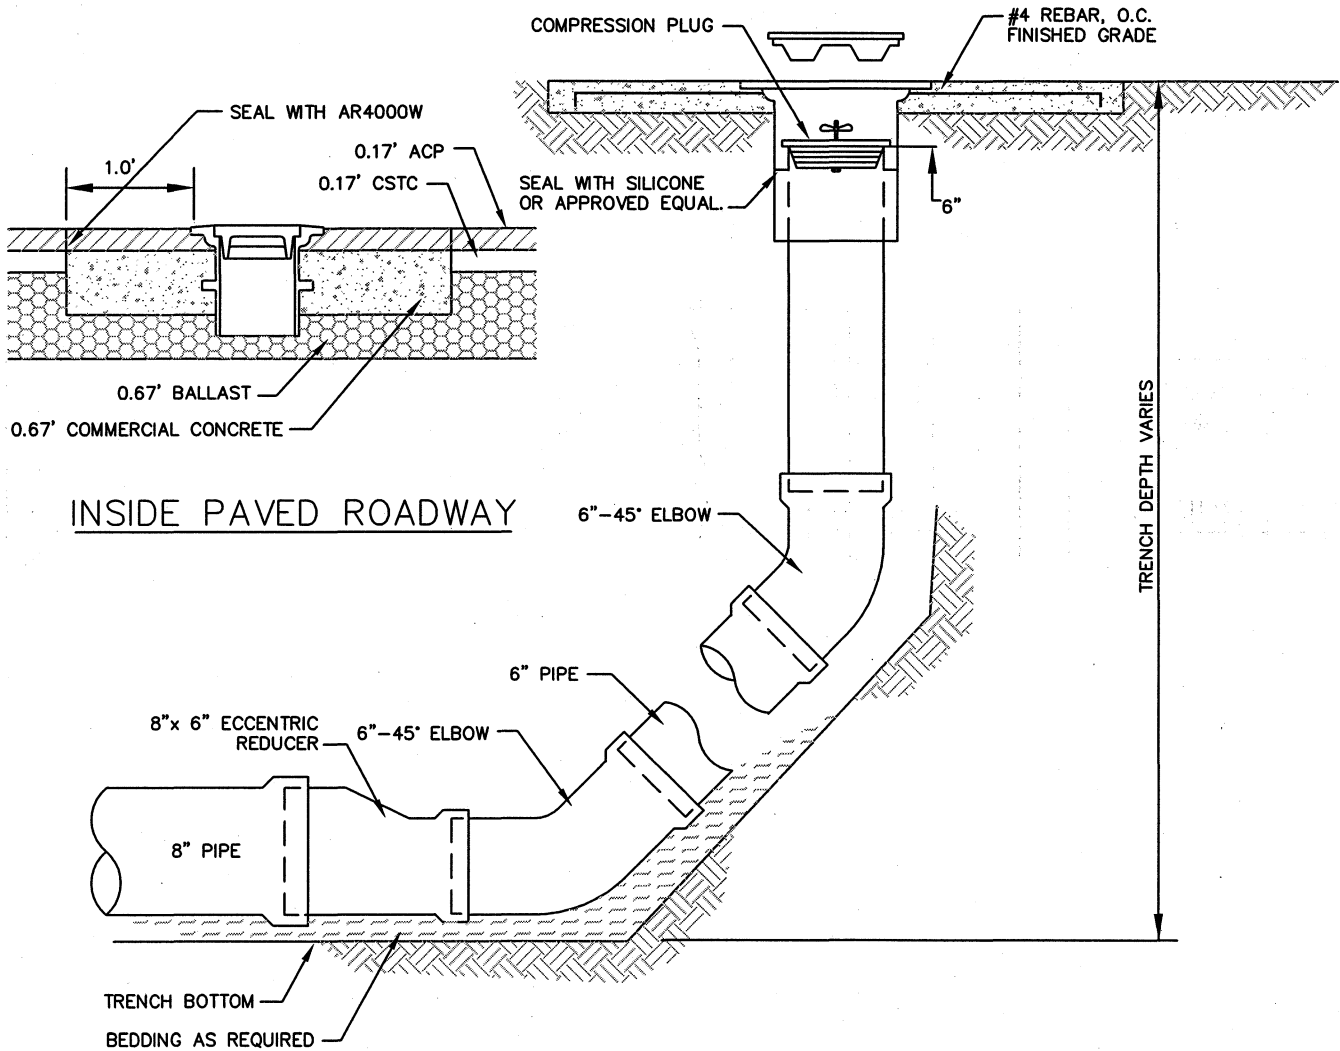 COMPRESSION PLUG
#4 REBAR, O.C.
FINISHED GRADE
SEAL WITH AR4000W
1.0'
0.17' ACP
0.17' CSTC
SEAL WITH SILICONE
OR APPROVED EQUAL.
6"
0.67' BALLAST
0.67' COMMERCIAL CONCRETE
INSIDE PAVED ROADWAY
6"-45° ELBOW
TRENCH DEPTH VARIES
6" PIPE
8"x 6" ECCENTRIC
REDUCER
6"-45° ELBOW
8" PIPE
TRENCH BOTTOM
BEDDING AS REQUIRED